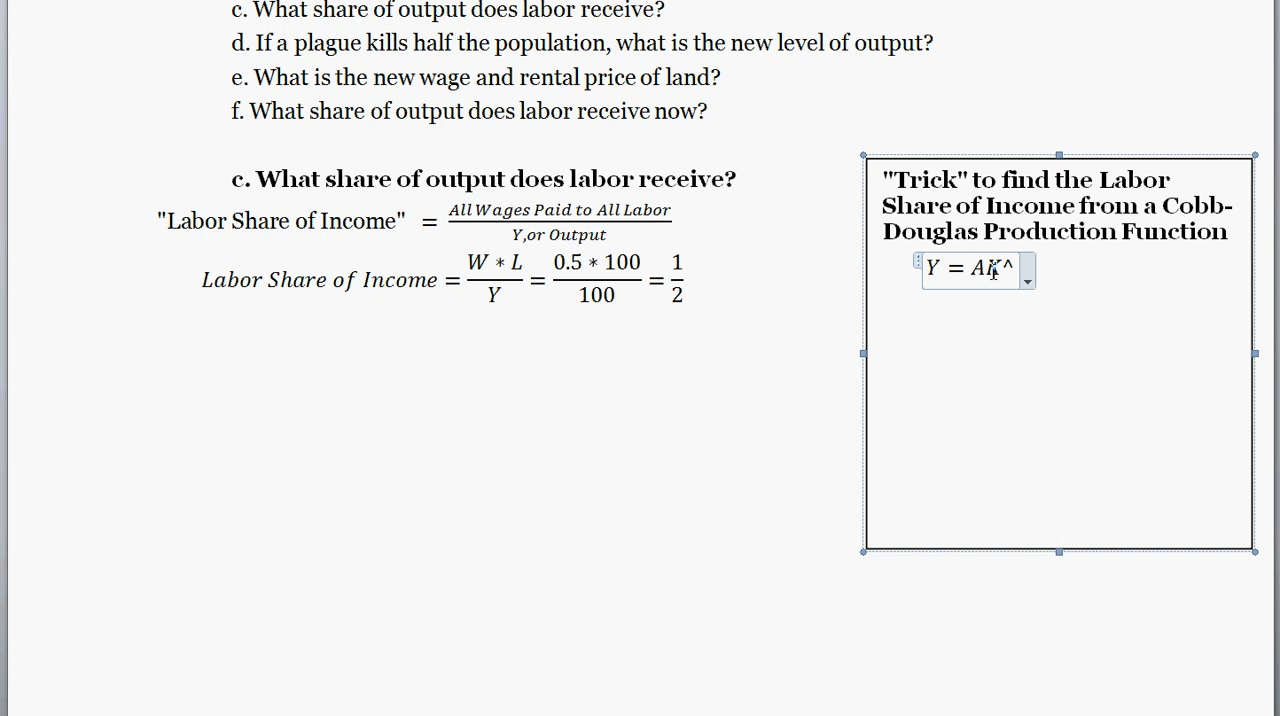 c. What share of output does labor receive?
d. If a plague kills half the population, what is the new level of output?
e. What is the new wage and rental price of land?
f. What share of output does labor receive now?
c. What share of output does labor receive?
"Labor Share of Income" = All Wages Paid to All Labor / Y,or Output
Labor Share of Income = W * L / Y = 0.5 * 100 / 100 = 1 / 2
"Trick" to find the Labor
Share of Income from a Cobb-
Douglas Production Function
Y = AK^